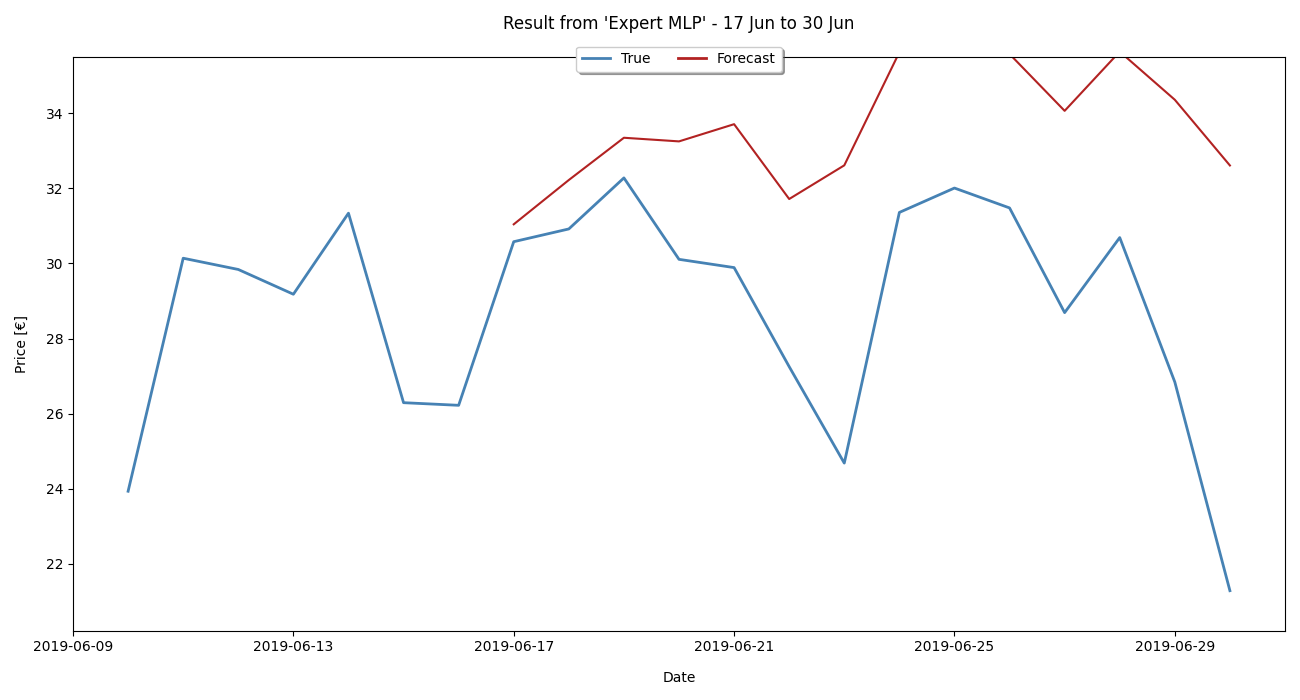 Result from 'Expert MLP' - 17 Jun to 30 Jun
True Forecast
34
32
30
28
26
24
22
Price [€]
2019-06-09 2019-06-13 2019-06-17 2019-06-21 2019-06-25 2019-06-29
Date